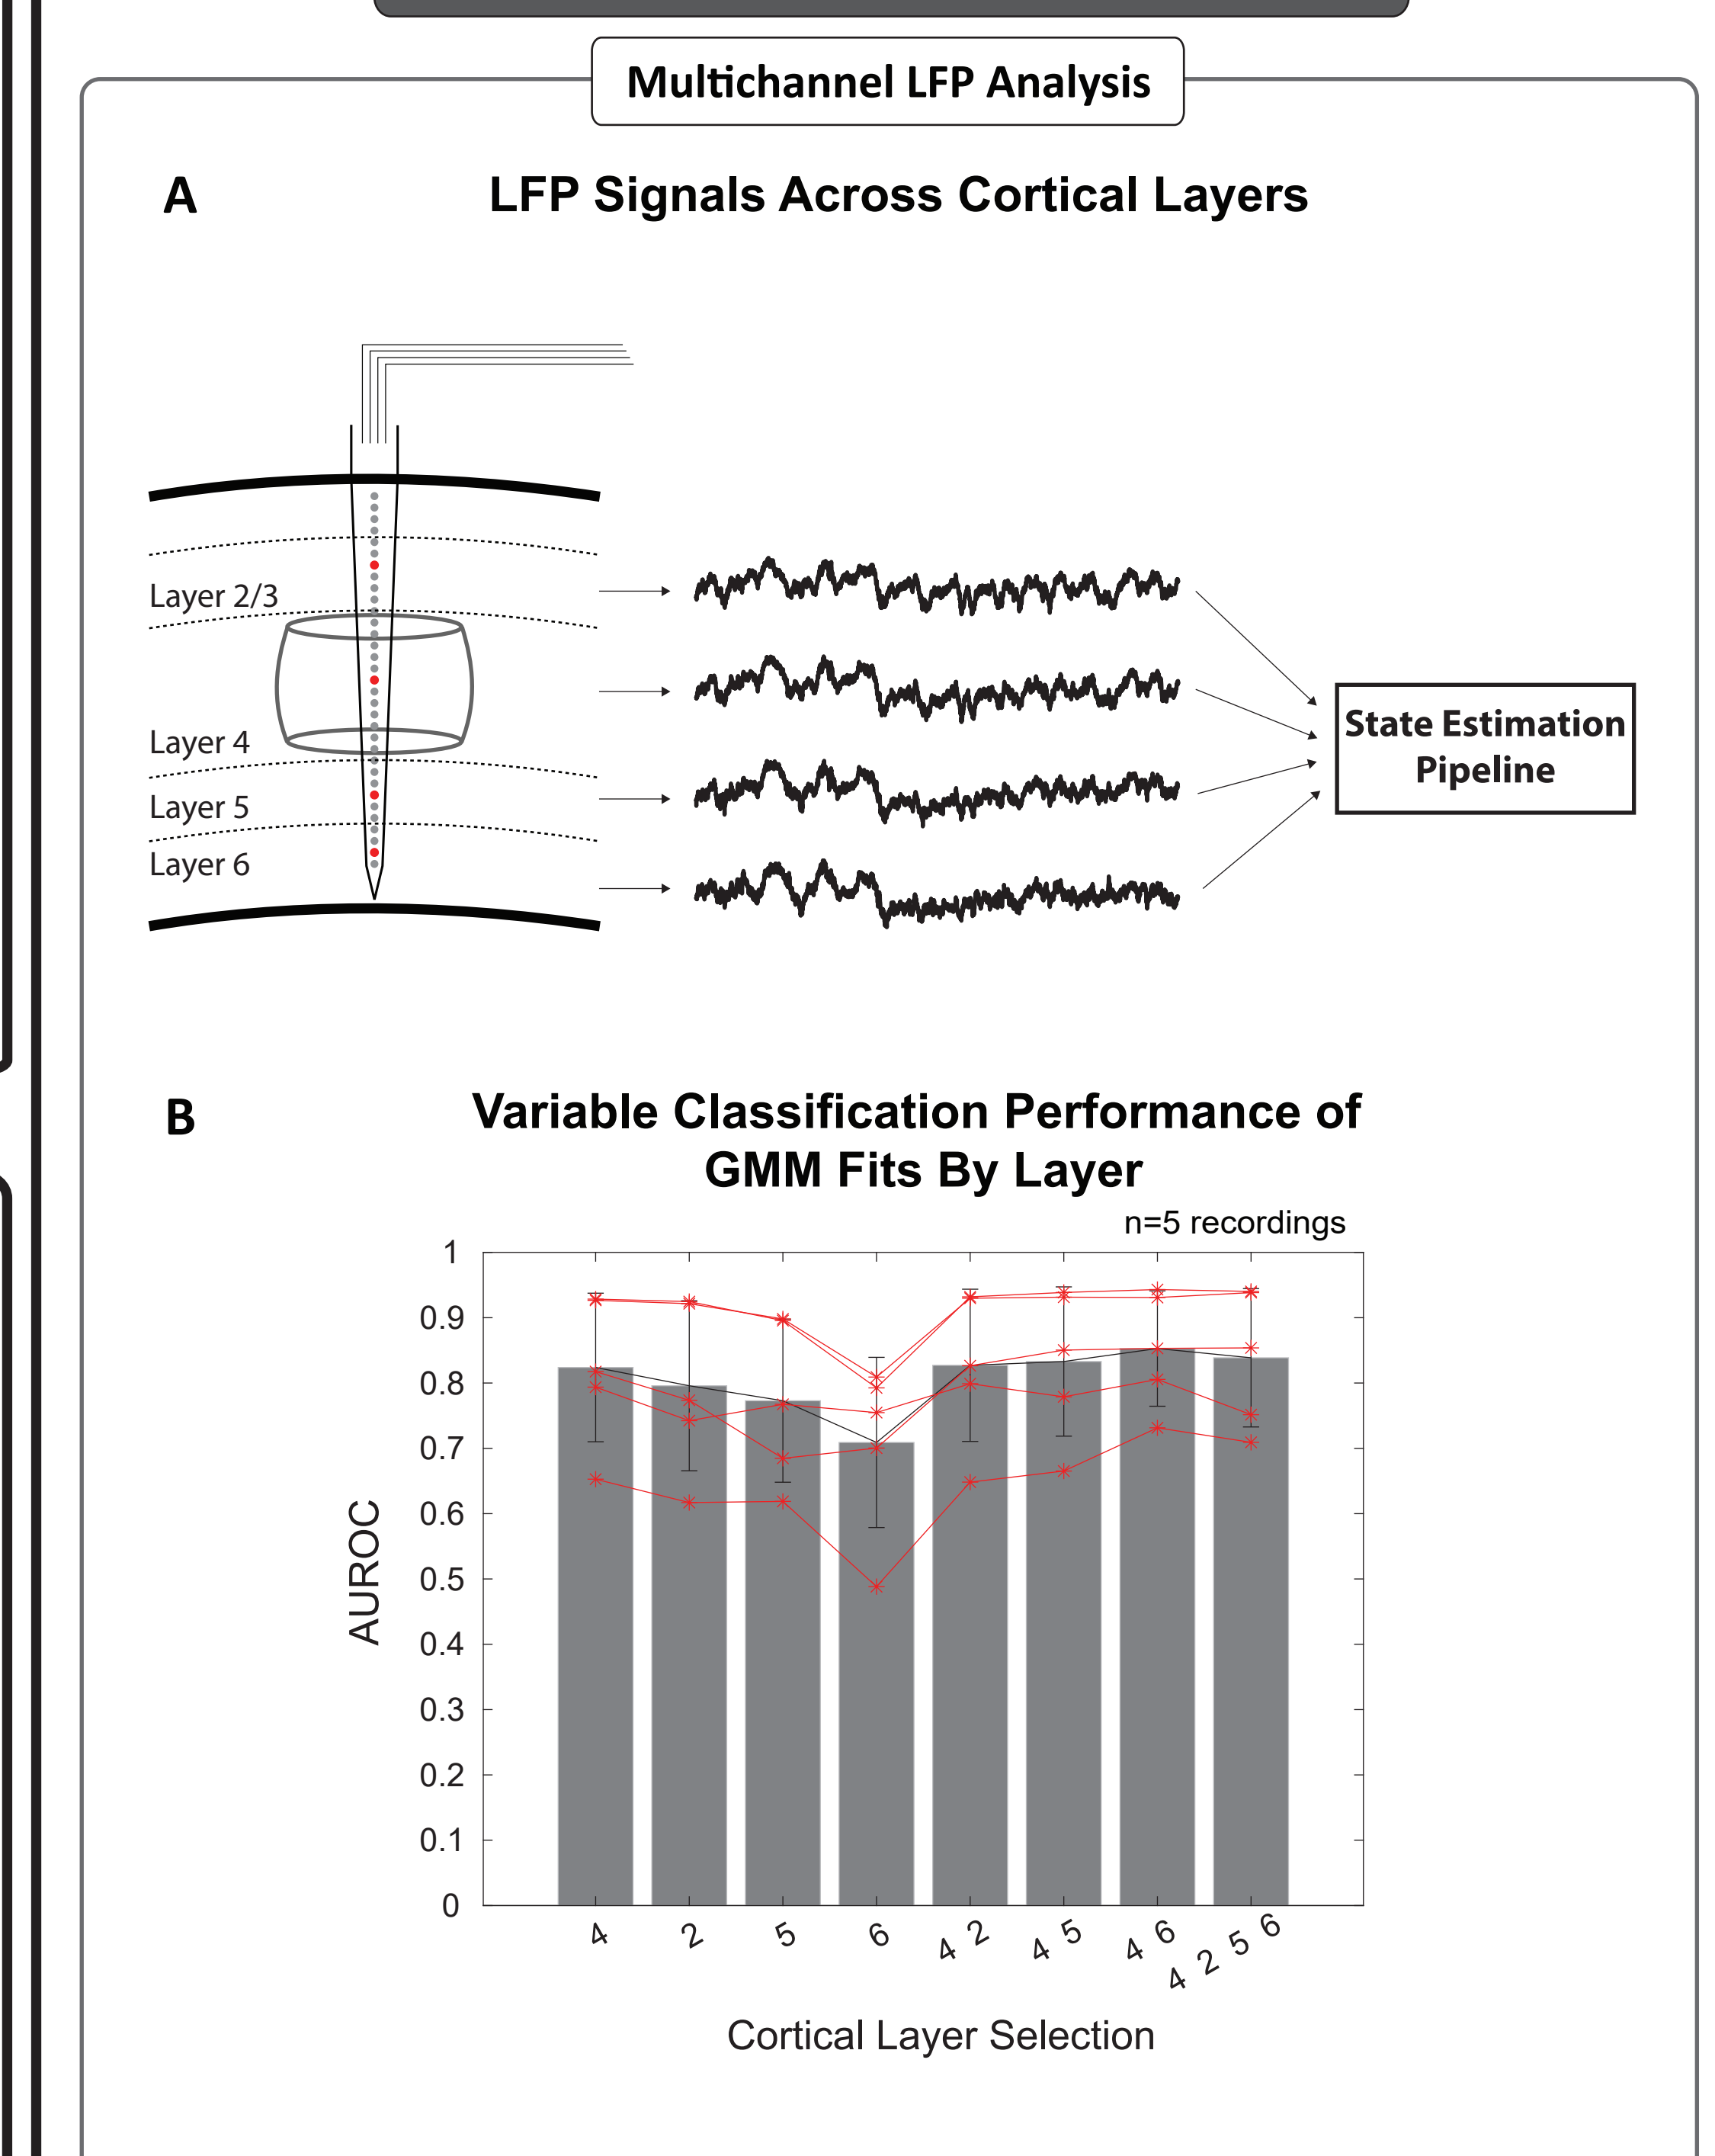 Multichannel LFP Analysis
A
LFP Signals Across Cortical Layers
Layer 2/3
Layer 4
Layer 5
Layer 6
State Estimation
Pipeline
B
Variable Classification Performance of
GMM Fits By Layer
n=5 recordings
1
0.9
0.8
0.7
0.6
0.5
0.4
0.3
0.2
0.1
0
AUROC
4
2
5
6
4 2
4 5
4 6
4 2 5 6
Cortical Layer Selection